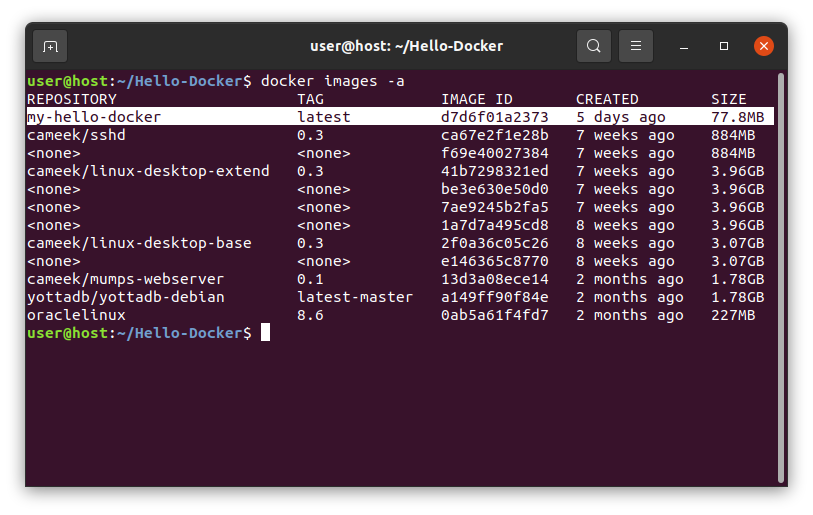 user@host: ~/Hello-Docker
user@host:~/Hello-Docker$ docker images -a
REPOSITORY TAG IMAGE ID CREATED SIZE
my-hello-docker latest d7d6f01a2373 5 days ago 77.8MB
cameek/sshd 0.3 ca67e2f1e28b 7 weeks ago 884MB
<none> <none> f69e40027384 7 weeks ago 884MB
cameek/linux-desktop-extend 0.3 41b7298321ed 7 weeks ago 3.96GB
<none> <none> be3e630e50d0 7 weeks ago 3.96GB
<none> <none> 7ae9245b2fa5 7 weeks ago 3.96GB
<none> <none> 1a7d7a495cd8 8 weeks ago 3.96GB
cameek/linux-desktop-base 0.3 2f0a36c05c26 8 weeks ago 3.07GB
<none> <none> e146365c8770 8 weeks ago 3.07GB
cameek/mumps-webserver 0.1 13d3a08ece14 2 months ago 1.78GB
yottadb/yottadb-debian latest-master a149ff90f84e 2 months ago 1.78GB
oraclelinux 8.6 0ab5a61f4fd7 2 months ago 227MB
user@host:~/Hello-Docker$